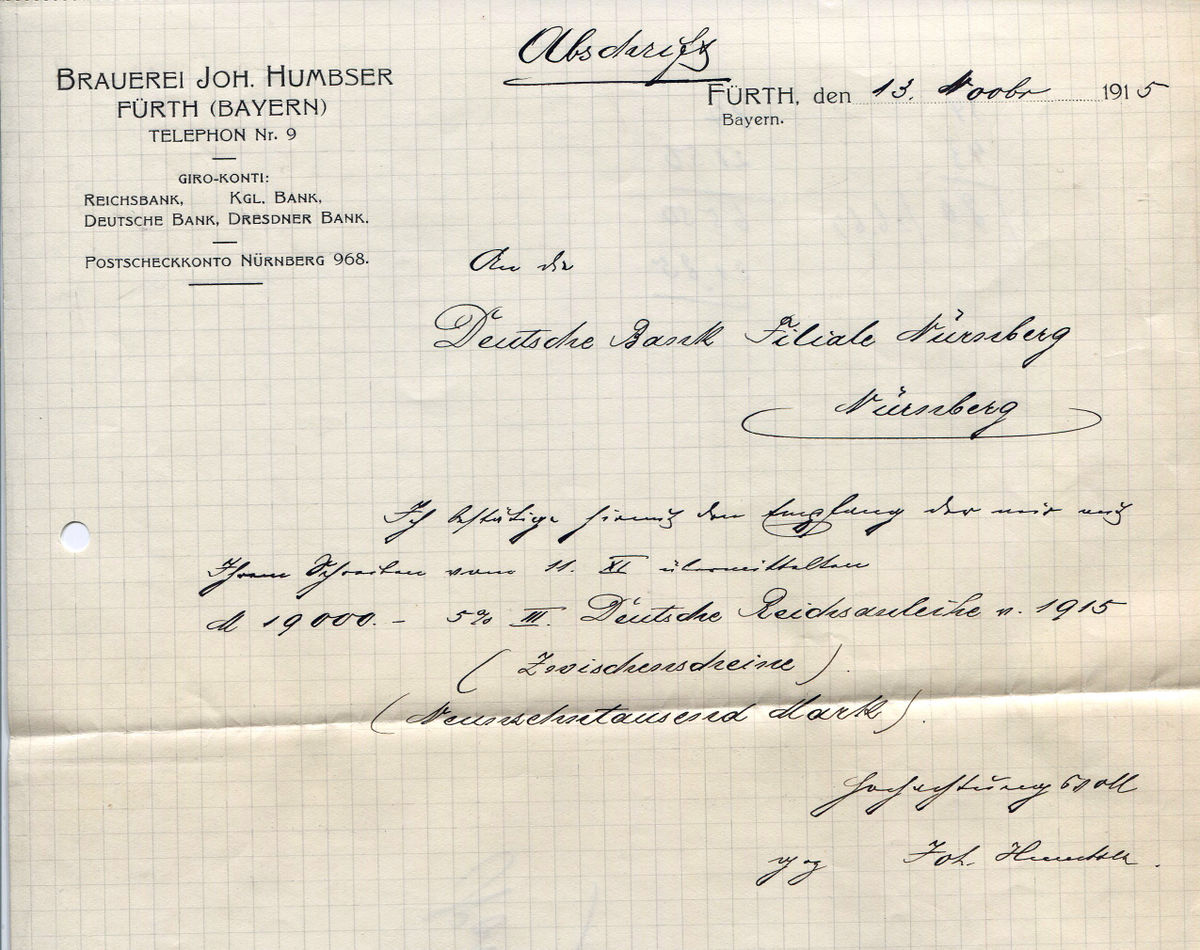 Abschrift
BRAUEREI JOH. HUMBSER
FÜRTH (BAYERN)
TELEPHON Nr. 9
GIRO-KONTI:
REICHSBANK, KGL. BANK,
DEUTSCHE BANK, DRESDNER BANK.
POSTSCHECKKONTO NÜRNBERG 968.
FÜRTH, den 13. Novbr 1915
Bayern.
An die
Deutsche Bank Filiale Nürnberg
Nürnberg
Ich bestätige hiermit den Empfang der mir mit
Ihrem Schreiben vom 11. XI übermittelten
M 19000.- 5% III. Deutsche Reichsanleihe v. 1915
(Zwischenscheine).
(Neunzehntausend Mark).
Hochachtungsvoll
Joh. Humbser.